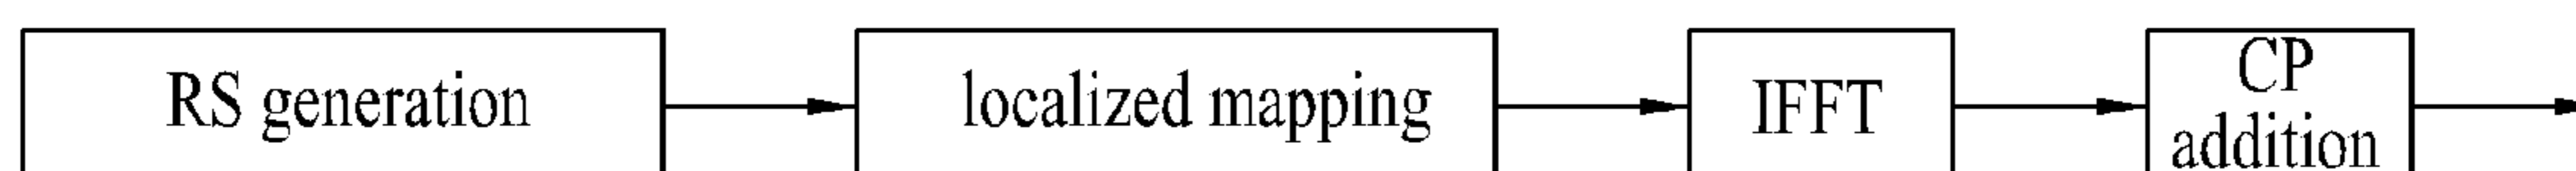 RS generation
localized mapping
IFFT
CP
addition